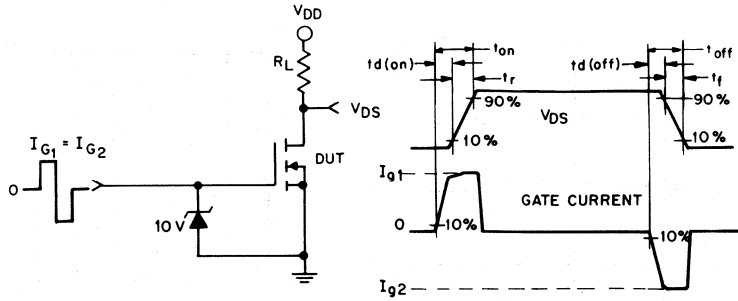 VDD
RL
VDS
IG1 = IG2
0
DUT
10 V
ton
toff
td(on)
td(off)
tr
tf
90%
VDS
90%
10%
10%
Ig1
GATE CURRENT
0
10%
10%
Ig2